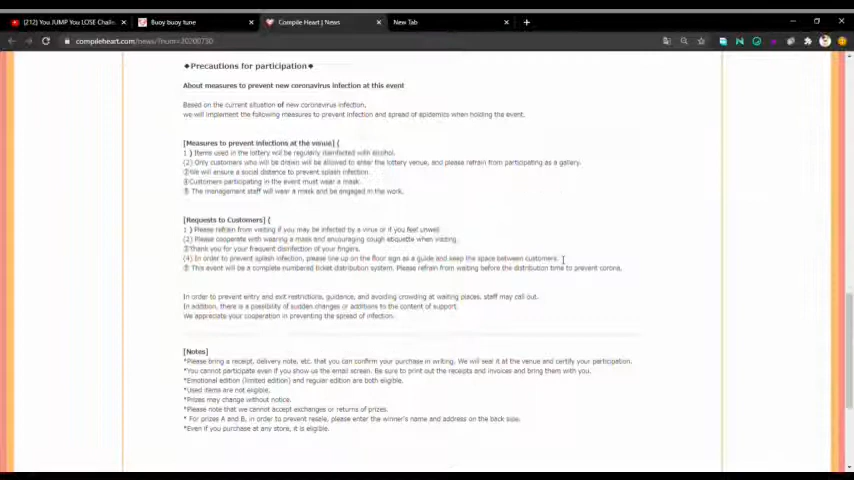 (212) You JUMP You LOSE Chall
Buoy buoy tune
Compile Heart | News
New Tab
compileheart.com/news/?num=20200730
◆Precautions for participation◆
About measures to prevent new coronavirus infection at this event
Based on the current situation of new coronavirus infection,
we will implement the following measures to prevent infection and spread of epidemics when holding the event.
[Measures to prevent infections at the venue] (
1 ) Items used in the lottery will be regularly disinfected with alcohol.
(2) Only customers who will be drawn will be allowed to enter the lottery venue, and please refrain from participating as a gallery.
③We will ensure a social distance to prevent splash infection.
④Customers participating in the event must wear a mask.
⑤ The management staff will wear a mask and be engaged in the work.
[Requests to Customers] (
1 ) Please refrain from visiting if you may be infected by a virus or if you feel unwell
(2) Please cooperate with wearing a mask and encouraging cough etiquette when visiting.
③Thank you for your frequent disinfection of your fingers.
(4) In order to prevent splash infection, please line up on the floor sign as a guide and keep the space between customers.
⑤ This event will be a complete numbered ticket distribution system. Please refrain from waiting before the distribution time to prevent corona.
In order to prevent entry and exit restrictions, guidance, and avoiding crowding at waiting places, staff may call out.
In addition, there is a possibility of sudden changes or additions to the content of support.
We appreciate your cooperation in preventing the spread of infection.
[Notes]
*Please bring a receipt, delivery note, etc. that you can confirm your purchase in writing. We will seal it at the venue and certify your participation.
*You cannot participate even if you show us the email screen. Be sure to print out the receipts and invoices and bring them with you.
*Emotional edition (limited edition) and regular edition are both eligible.
*Used items are not eligible.
*Prizes may change without notice.
*Please note that we cannot accept exchanges or returns of prizes.
* For prizes A and B, in order to prevent resale, please enter the winner's name and address on the back side.
*Even if you purchase at any store, it is eligible.